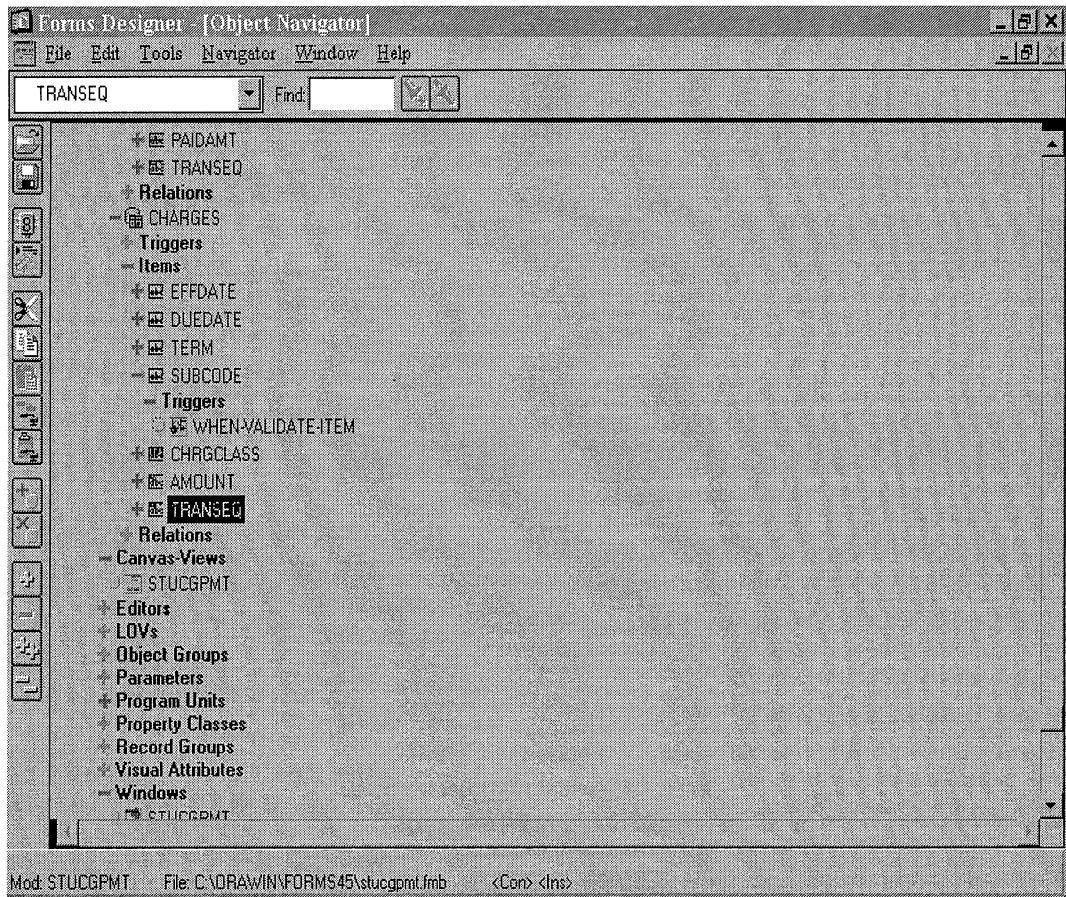 Forms Designer - [Object Navigator]
File Edit Tools Navigator Window Help
TRANSEQ Find:
PAIDAMT
TRANSEQ
Relations
CHARGES
Triggers
Items
EFFDATE
DUEDATE
TERM
SUBCODE
Triggers
WHEN-VALIDATE-ITEM
CHRGCLASS
AMOUNT
TRANSEQ
Relations
Canvas-Views
STUCGPMT
Editors
LOVs
Object Groups
Parameters
Program Units
Property Classes
Record Groups
Visual Attributes
Windows
STUCGPMT
Mod: STUCGPMT File: C:\ORAWIN\FORMS45\stucgpmt.fmb <Con> <Ins>